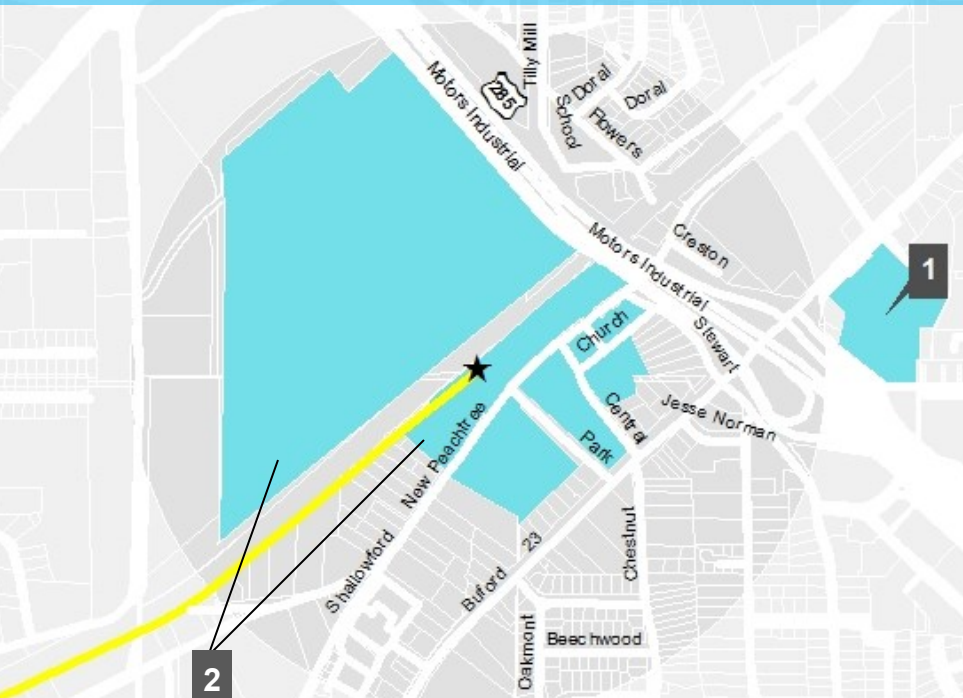 Tilly Mill
Motors Industrial
285
School
Doral
Doral
Flowers
Motors Industrial
Creston
1
Stewart
Church
Central
Jesse Norman
Park
New Peachtree
Shallowford
23
Buford
Chestnut
Oakmont
Beechwood
2